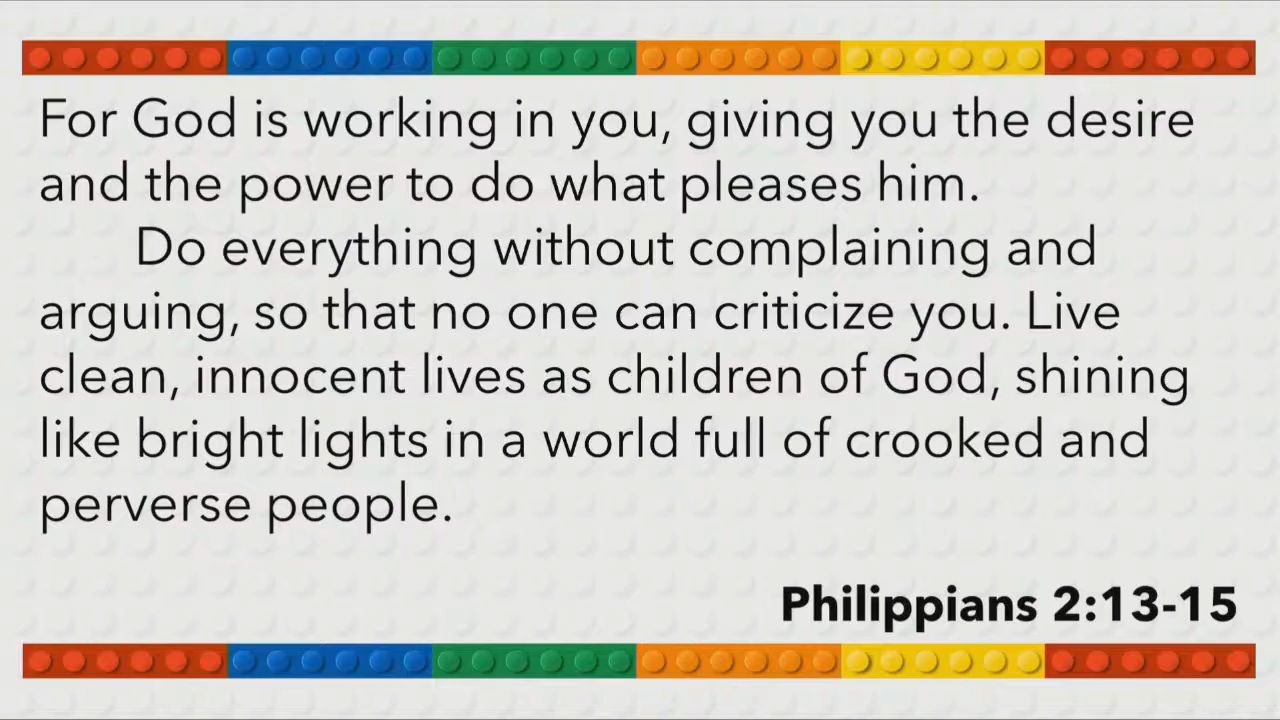 For God is working in you, giving you the desire
and the power to do what pleases him.
Do everything without complaining and
arguing, so that no one can criticize you. Live
clean, innocent lives as children of God, shining
like bright lights in a world full of crooked and
perverse people.
Philippians 2:13-15